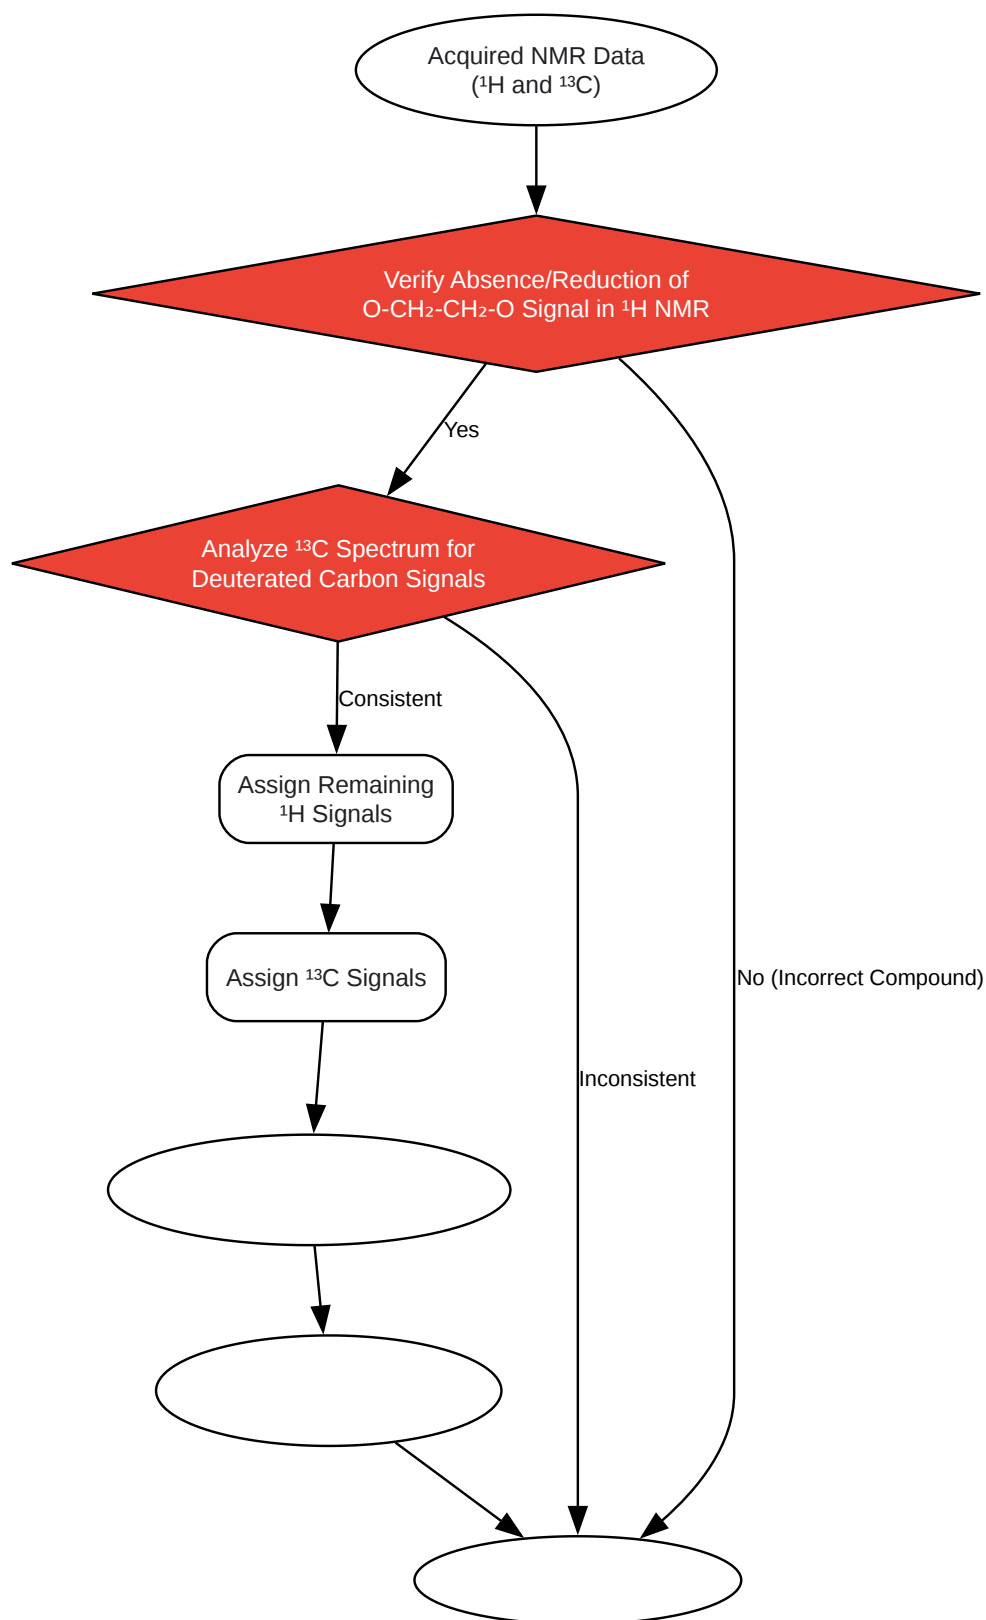 Acquired NMR Data
(¹H and ¹³C)
Verify Absence/Reduction of
O-CH₂-CH₂-O Signal in ¹H NMR
Yes
Analyze ¹³C Spectrum for
Deuterated Carbon Signals
Consistent
Assign Remaining
¹H Signals
Assign ¹³C Signals
No (Incorrect Compound)
Inconsistent